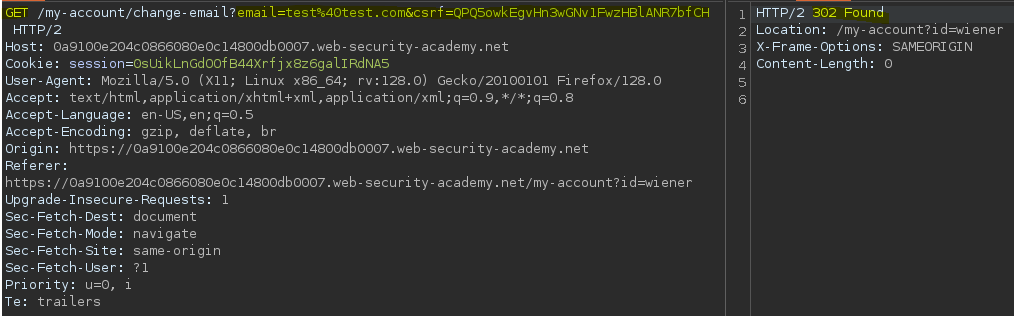 GET /my-account/change-email?email=test%40test.com&csrf=QPQ5owkEgvHn3wGNv1FwzHBlANR7bfCH
HTTP/2
Host: 0a9100e204c0866080e0c14800db0007.web-security-academy.net
Cookie: session=0sUikLnGdOOfB44Xrfjx8z6galIRdNA5
User-Agent: Mozilla/5.0 (X11; Linux x86_64; rv:128.0) Gecko/20100101 Firefox/128.0
Accept: text/html,application/xhtml+xml,application/xml;q=0.9,*/*;q=0.8
Accept-Language: en-US,en;q=0.5
Accept-Encoding: gzip, deflate, br
Origin: https://0a9100e204c0866080e0c14800db0007.web-security-academy.net
Referer:
https://0a9100e204c0866080e0c14800db0007.web-security-academy.net/my-account?id=wiener
Upgrade-Insecure-Requests: 1
Sec-Fetch-Dest: document
Sec-Fetch-Mode: navigate
Sec-Fetch-Site: same-origin
Sec-Fetch-User: ?1
Priority: u=0, i
Te: trailers
1 HTTP/2 302 Found
2 Location: /my-account?id=wiener
3 X-Frame-Options: SAMEORIGIN
4 Content-Length: 0
5
6